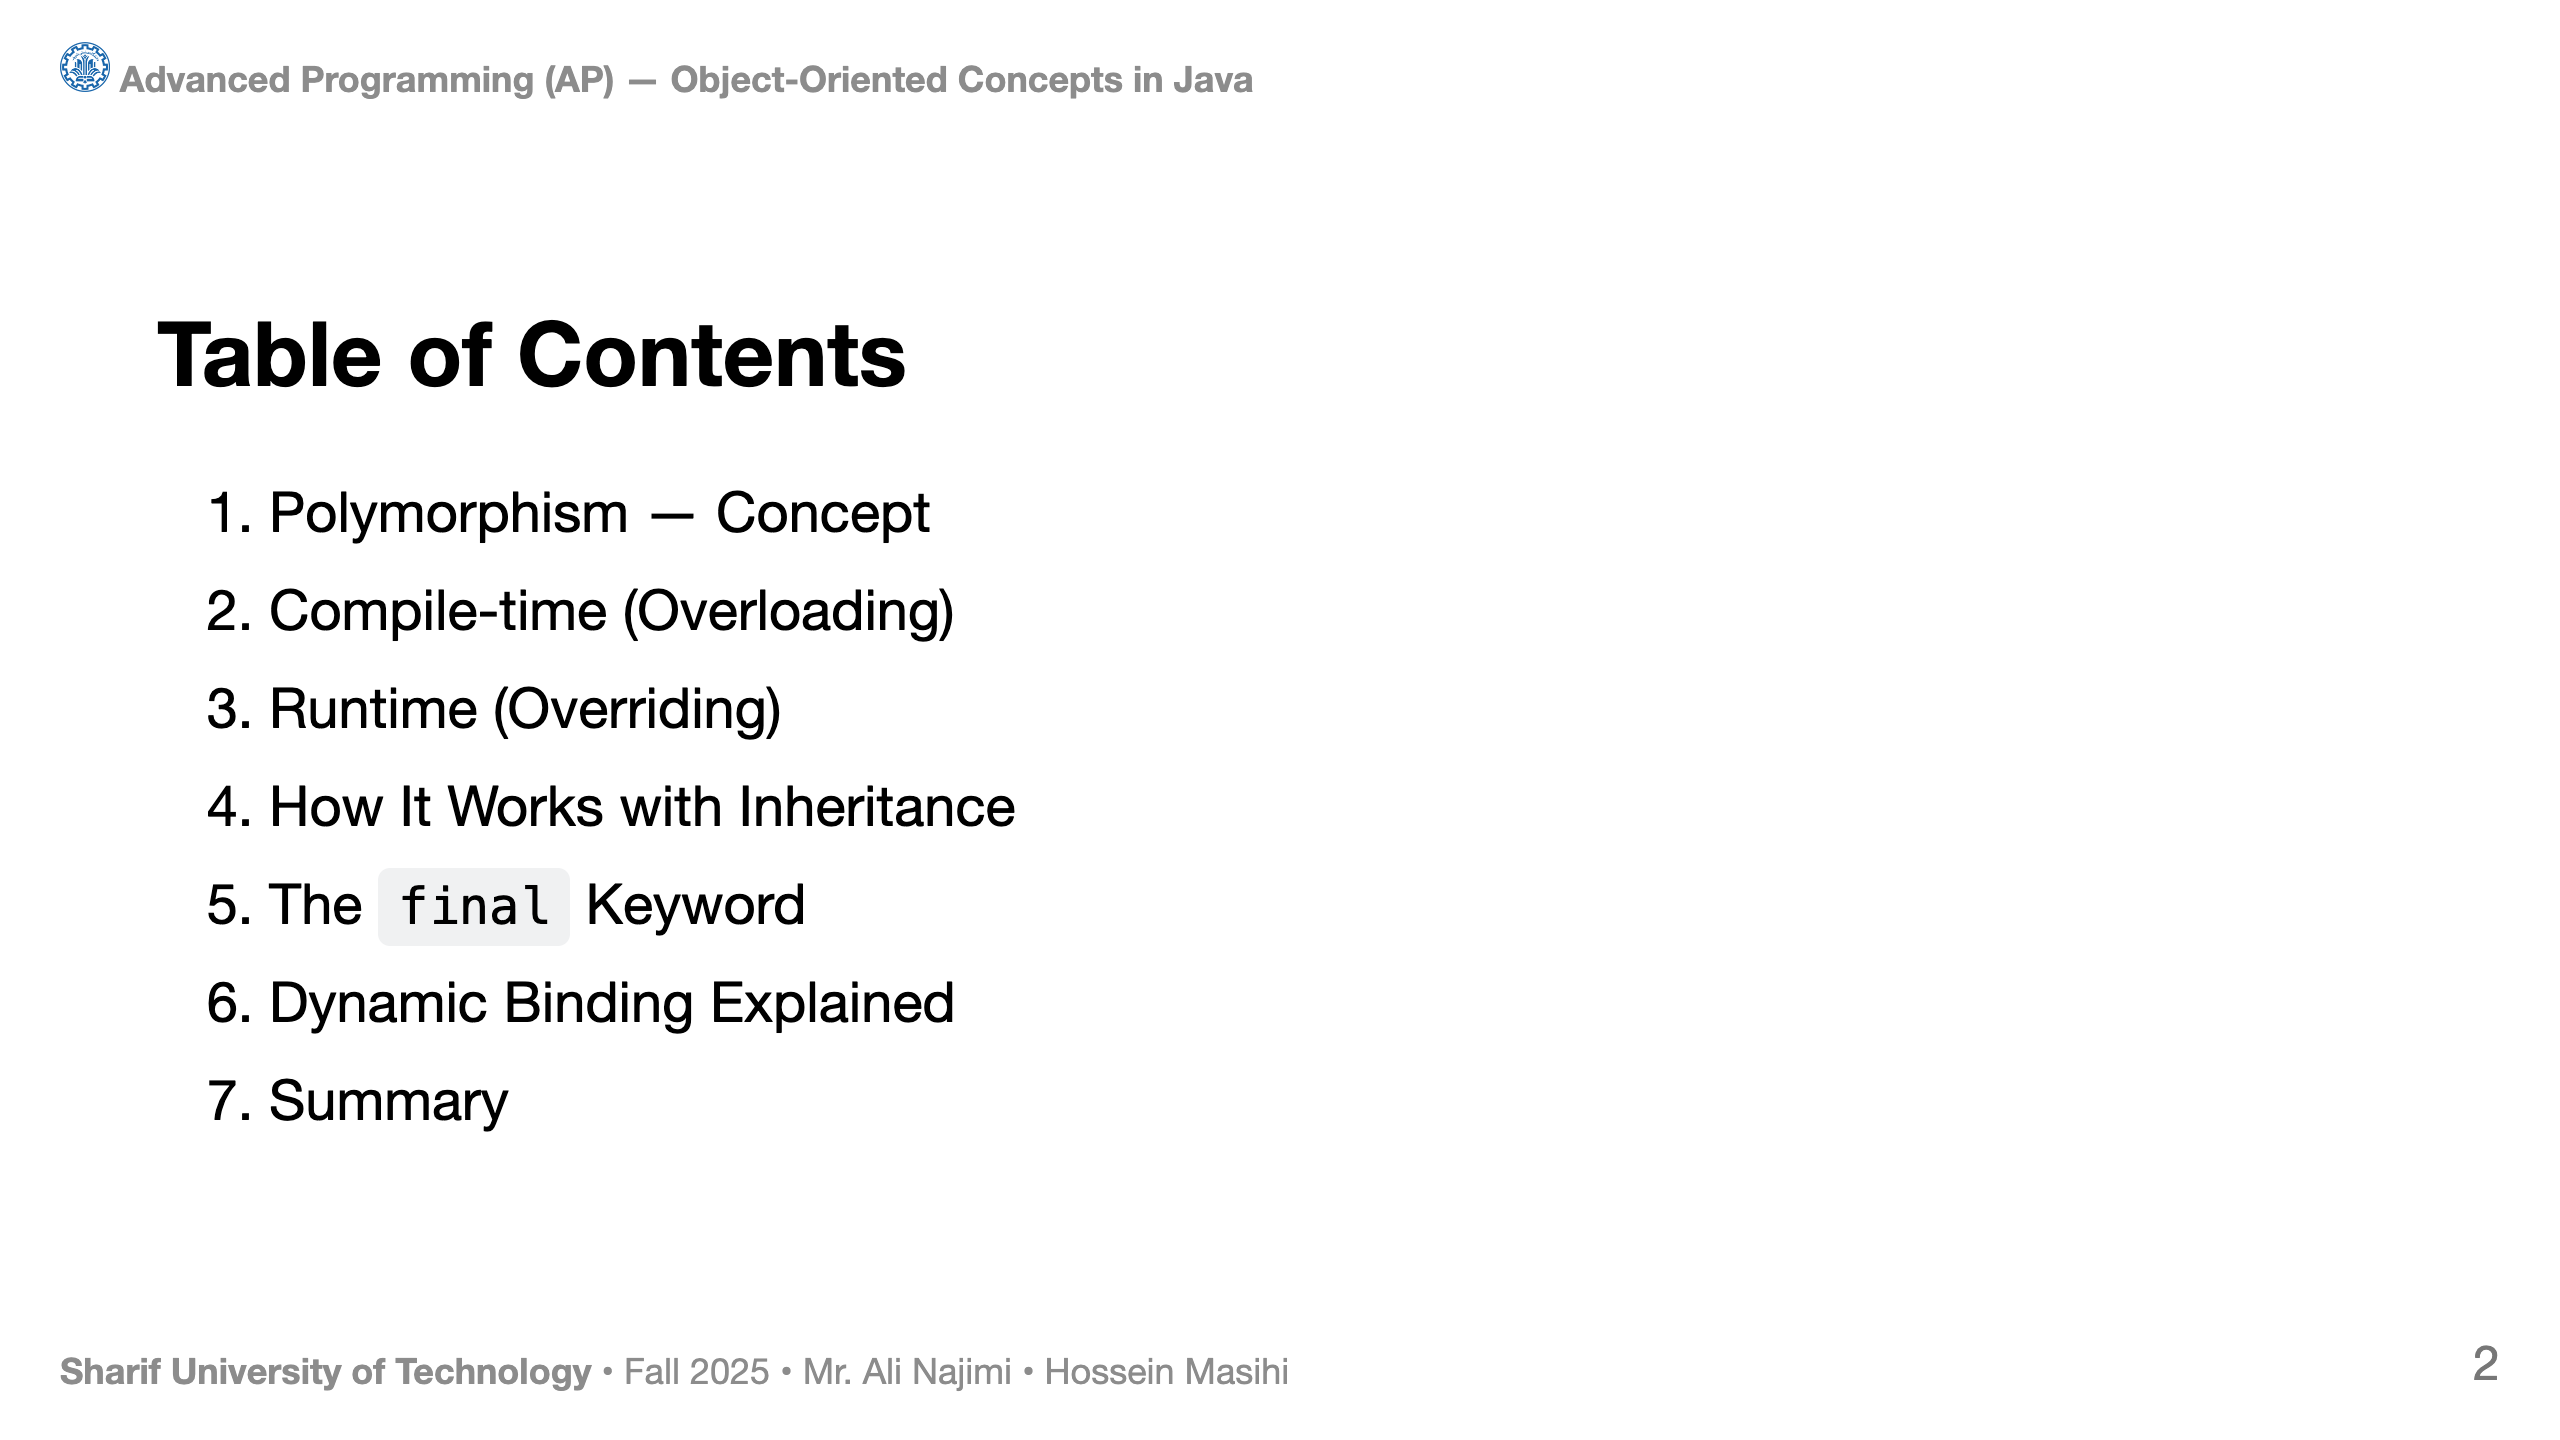 Advanced Programming (AP) — Object-Oriented Concepts in Java
Table of Contents
1. Polymorphism — Concept
2. Compile-time (Overloading)
3. Runtime (Overriding)
4. How It Works with Inheritance
5. The final Keyword
6. Dynamic Binding Explained
7. Summary
Sharif University of Technology • Fall 2025 • Mr. Ali Najimi • Hossein Masihi
2